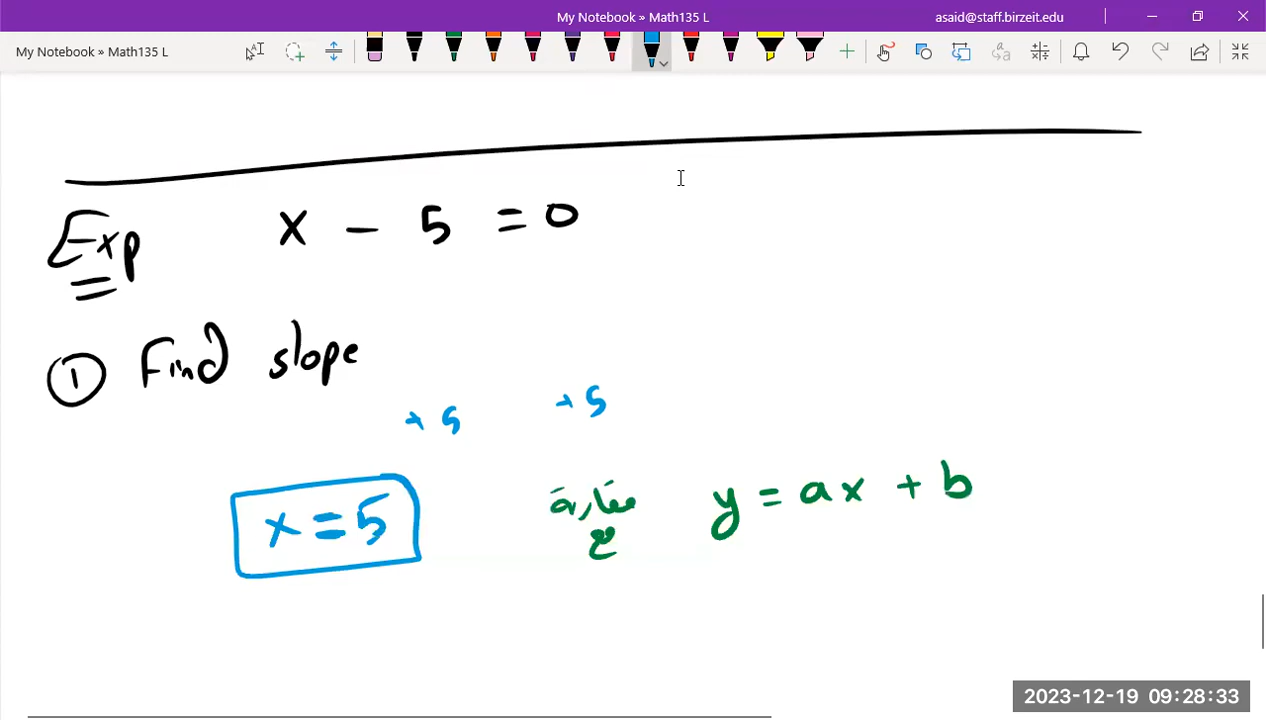 My Notebook » Math135 L
asaid@staff.birzeit.edu
My Notebook » Math135 L
Exp x - 5 = 0
① Find slope
+ 5 + 5
x = 5
مقارنة y = ax + b
مع
2023-12-19 09:28:33